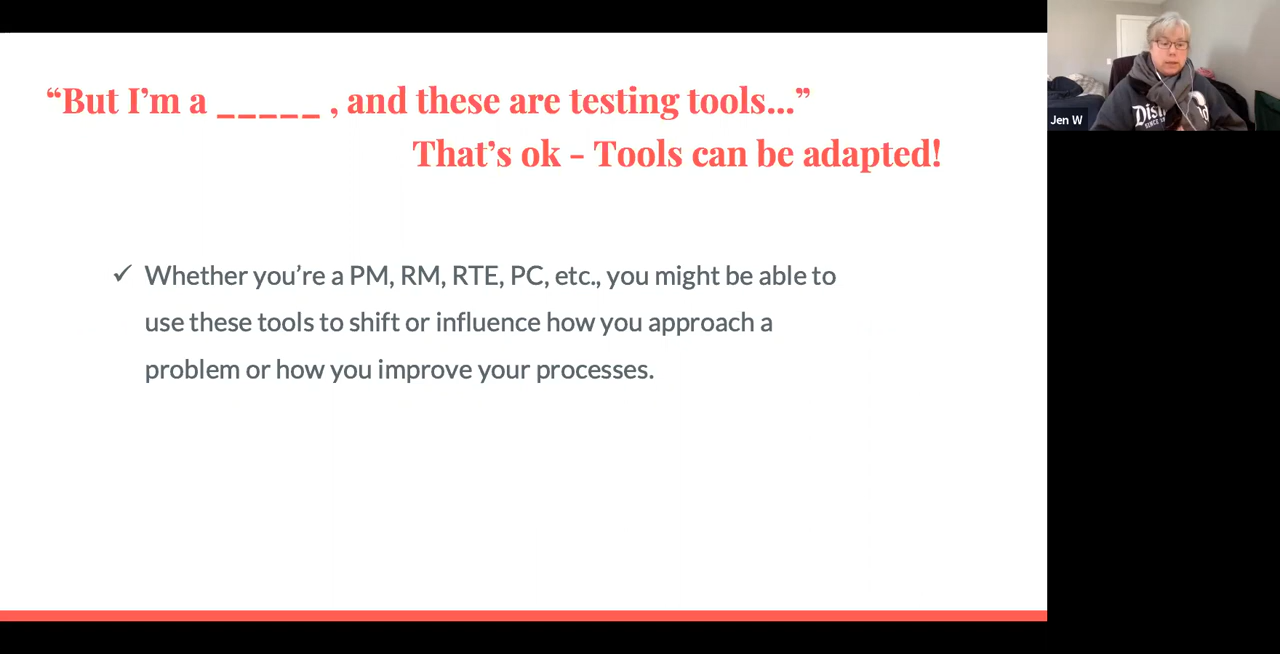 “But I’m a _____ , and these are testing tools...”
That’s ok - Tools can be adapted!
✓ Whether you’re a PM, RM, RTE, PC, etc., you might be able to
use these tools to shift or influence how you approach a
problem or how you improve your processes.
Jen W